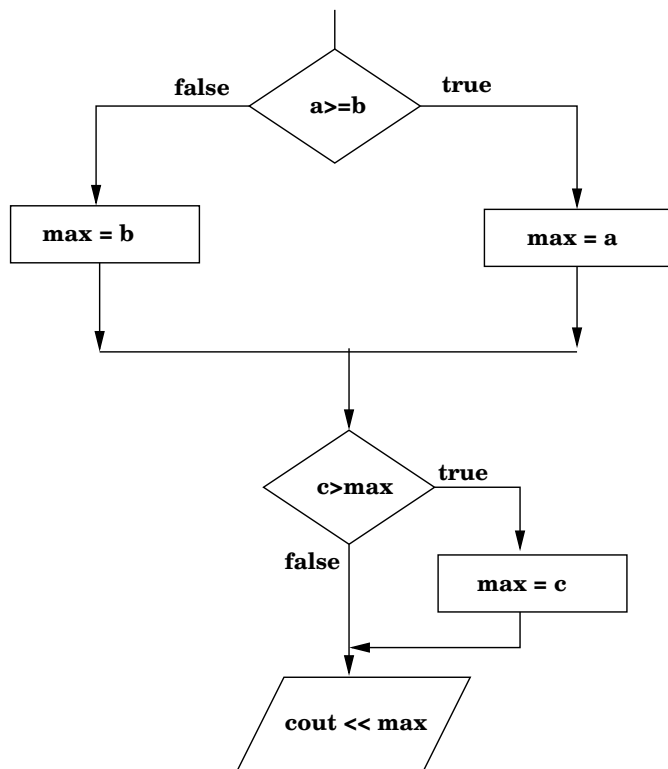 false
true
a>=b
max = b
max = a
c>max
true
false
max = c
cout << max